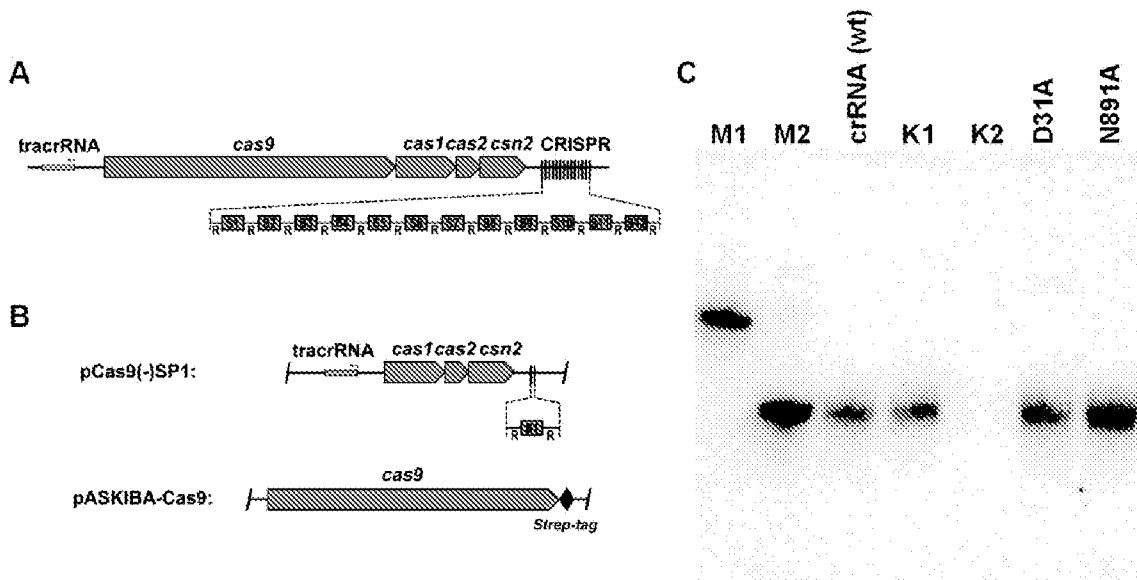 A
tracrRNA
cas9
cas1 cas2 csn2
CRISPR
R R R R R R R R R R R R R
B
pCas9(-)SP1:
tracrRNA
cas1 cas2 csn2
R R
pASKIBA-Cas9:
cas9
Strep-tag
C
M1
M2
crRNA (wt)
K1
K2
D31A
N891A